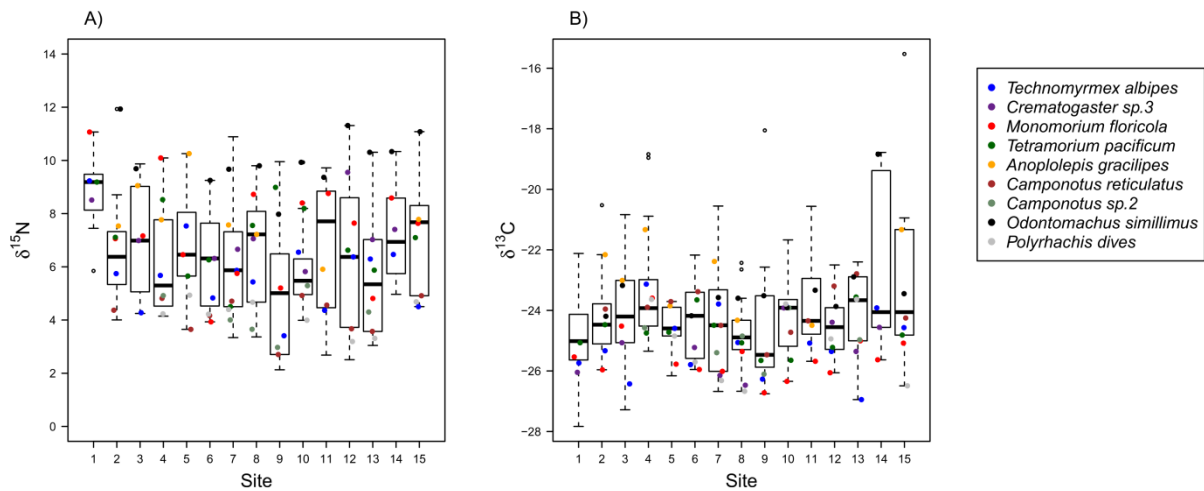 A)
14
12
10
8
6
4
2
0
δ15N
1 2 3 4 5 6 7 8 9 10 11 12 13 14 15
Site
B)
−16
−18
−20
−22
−24
−26
−28
δ13C
1 2 3 4 5 6 7 8 9 10 11 12 13 14 15
Site
Technomyrmex albipes
Crematogaster sp.3
Monomorium floricola
Tetramorium pacificum
Anoplolepis gracilipes
Camponotus reticulatus
Camponotus sp.2
Odontomachus simillimus
Polyrhachis dives